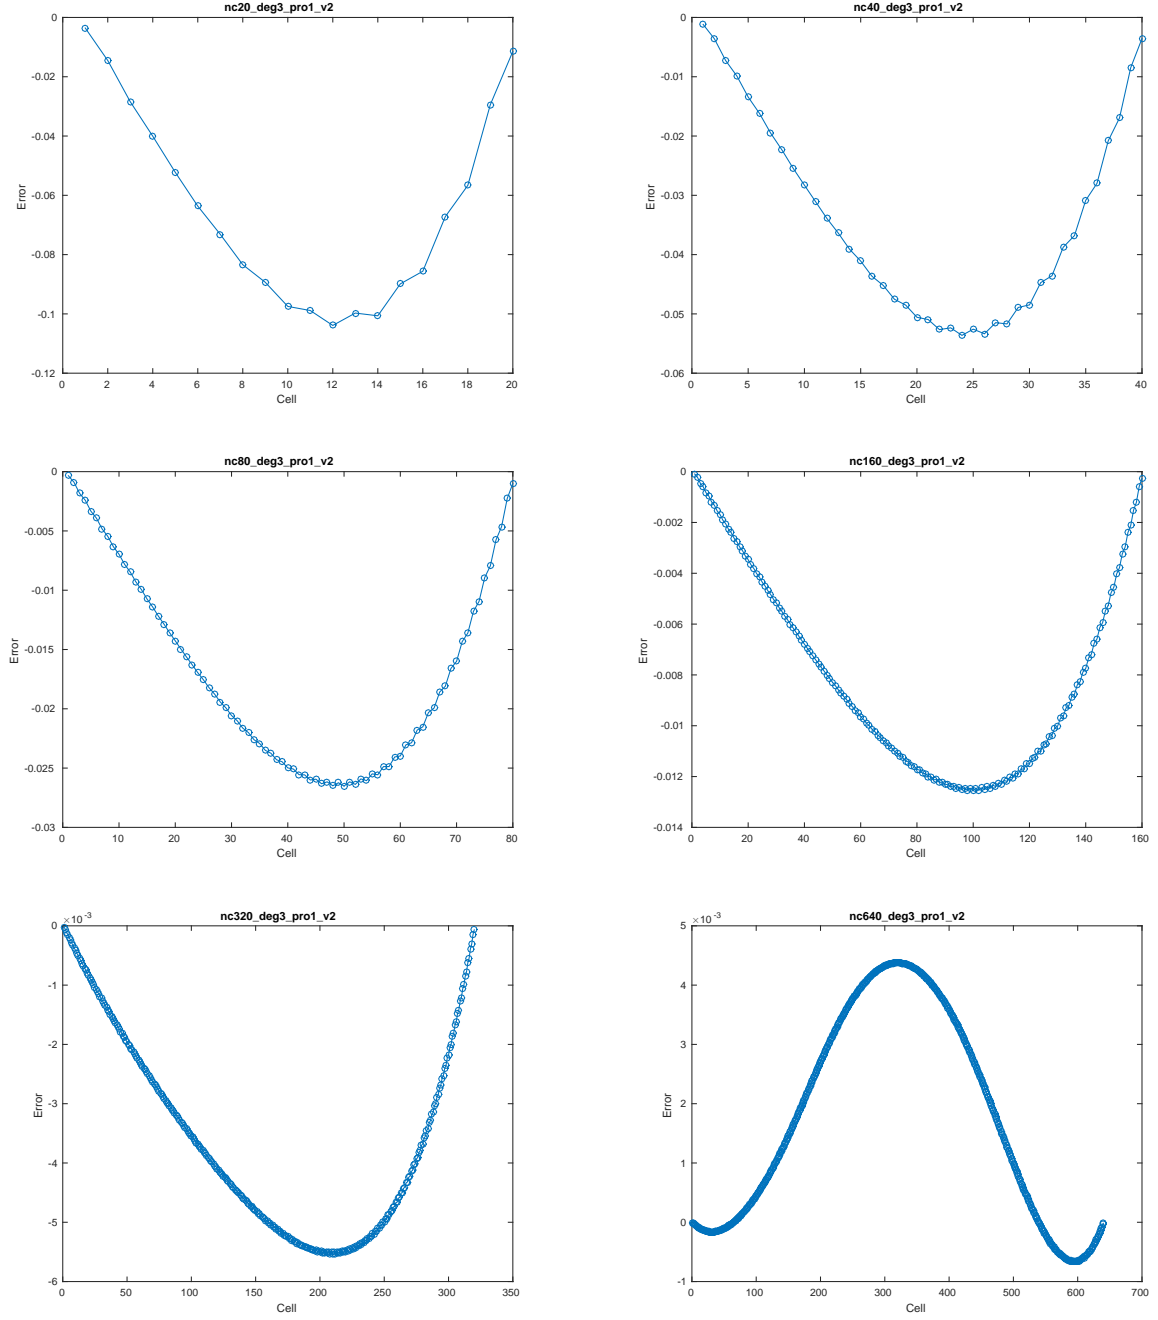 nc20_deg3_pro1_v2
0
-0.02
-0.04
-0.06
-0.08
-0.1
-0.12
Error
0 2 4 6 8 10 12 14 16 18 20
Cell
nc40_deg3_pro1_v2
0
-0.01
-0.02
-0.03
-0.04
-0.05
-0.06
Error
0 5 10 15 20 25 30 35 40
Cell
nc80_deg3_pro1_v2
0
-0.005
-0.01
-0.015
-0.02
-0.025
-0.03
Error
0 10 20 30 40 50 60 70 80
Cell
nc160_deg3_pro1_v2
0
-0.002
-0.004
-0.006
-0.008
-0.01
-0.012
-0.014
Error
0 20 40 60 80 100 120 140 160
Cell
nc320_deg3_pro1_v2
×10^-3
0
-1
-2
-3
-4
-5
-6
Error
0 50 100 150 200 250 300 350
Cell
nc640_deg3_pro1_v2
×10^-3
5
4
3
2
1
0
-1
Error
0 100 200 300 400 500 600 700
Cell